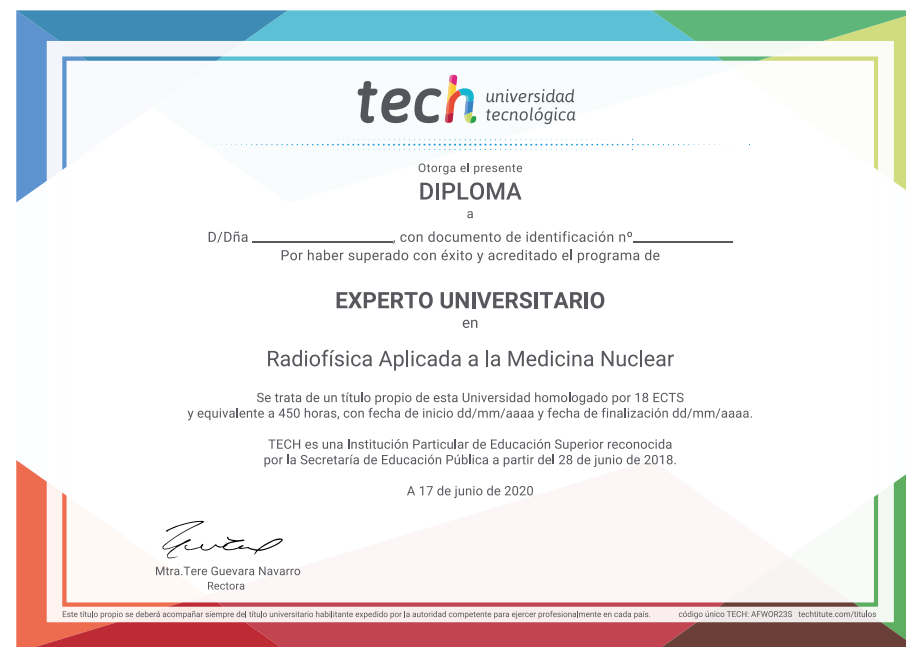 tech universidad
tecnológica
Otorga el presente
DIPLOMA
a
D/Dña ____________________, con documento de identificación nº______________
Por haber superado con éxito y acreditado el programa de
EXPERTO UNIVERSITARIO
en
Radiofísica Aplicada a la Medicina Nuclear
Se trata de un título propio de esta Universidad homologado por 18 ECTS
y equivalente a 450 horas, con fecha de inicio dd/mm/aaaa y fecha de finalización dd/mm/aaaa.
TECH es una Institución Particular de Educación Superior reconocida
por la Secretaría de Educación Pública a partir del 28 de junio de 2018.
A 17 de junio de 2020
Mtra.Tere Guevara Navarro
Rectora
Este título propio se deberá acompañar siempre del título universitario habilitante expedido por la autoridad competente para ejercer profesionalmente en cada país. código único TECH: AFWOR23S techtitute.com/titulos